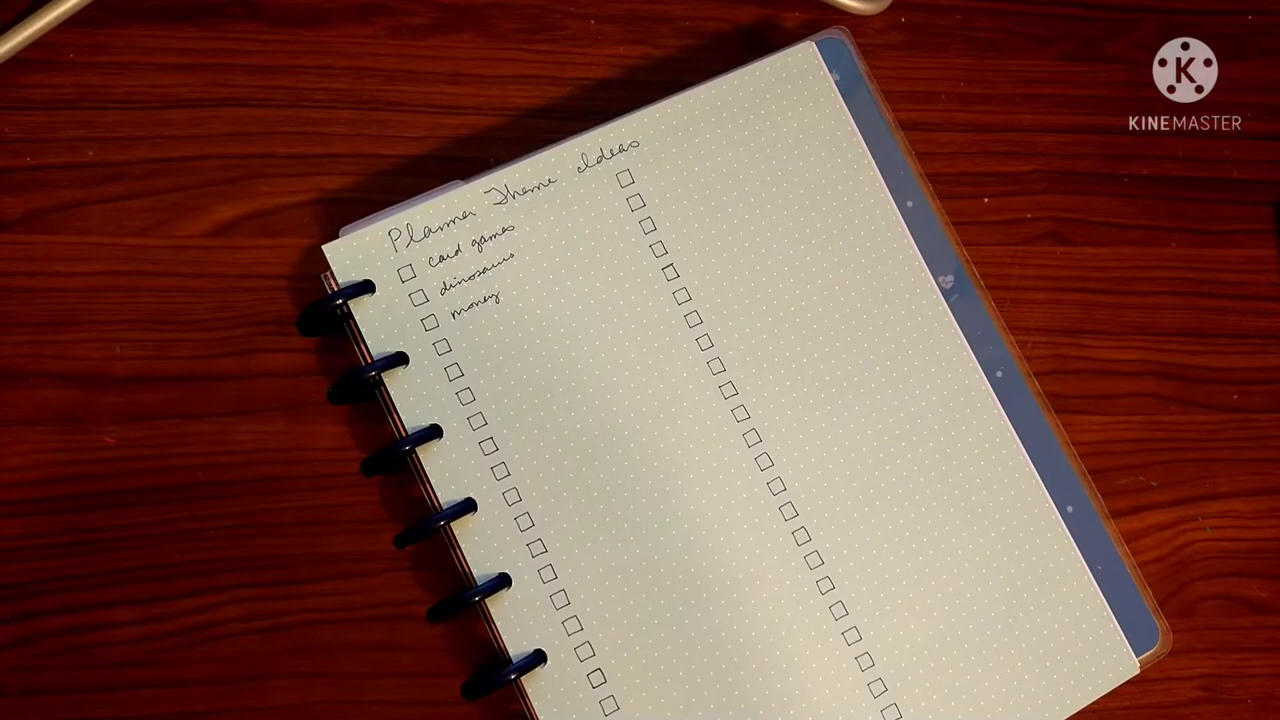 Planner Theme Ideas
card games
dinosaurs
money
K
KINEMASTER